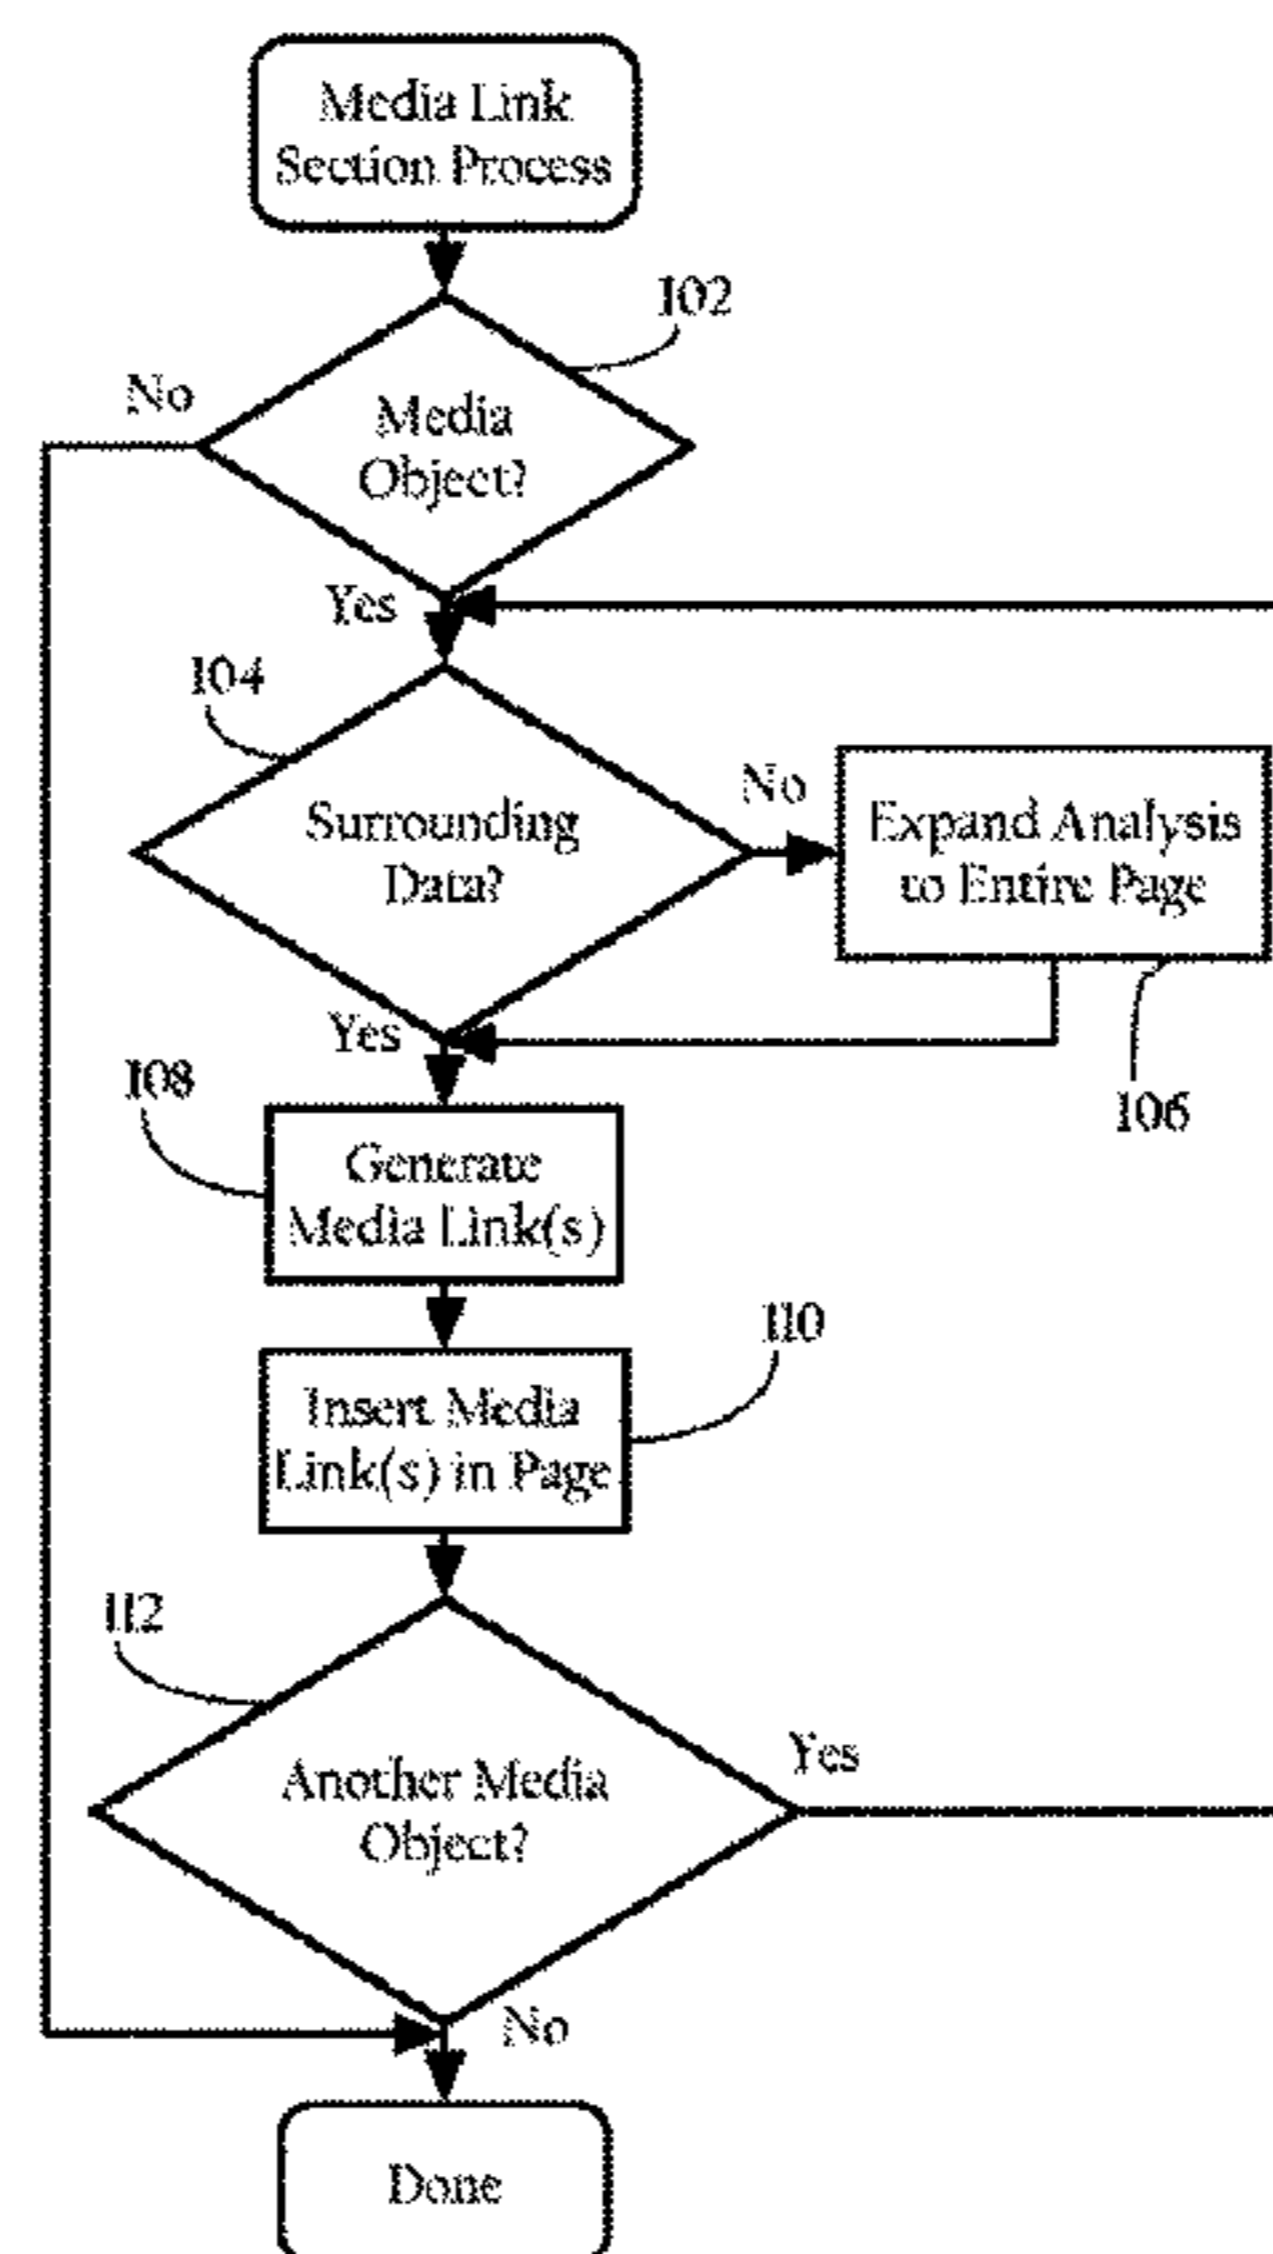 Media Link
Section Process
102
No
Media
Object?
Yes
104
Surrounding
Data?
No
Expand Analysis
to Entire Page
Yes
106
108
Generate
Media Link(s)
110
Insert Media
Link(s) in Page
112
Another Media
Object?
Yes
No
Done